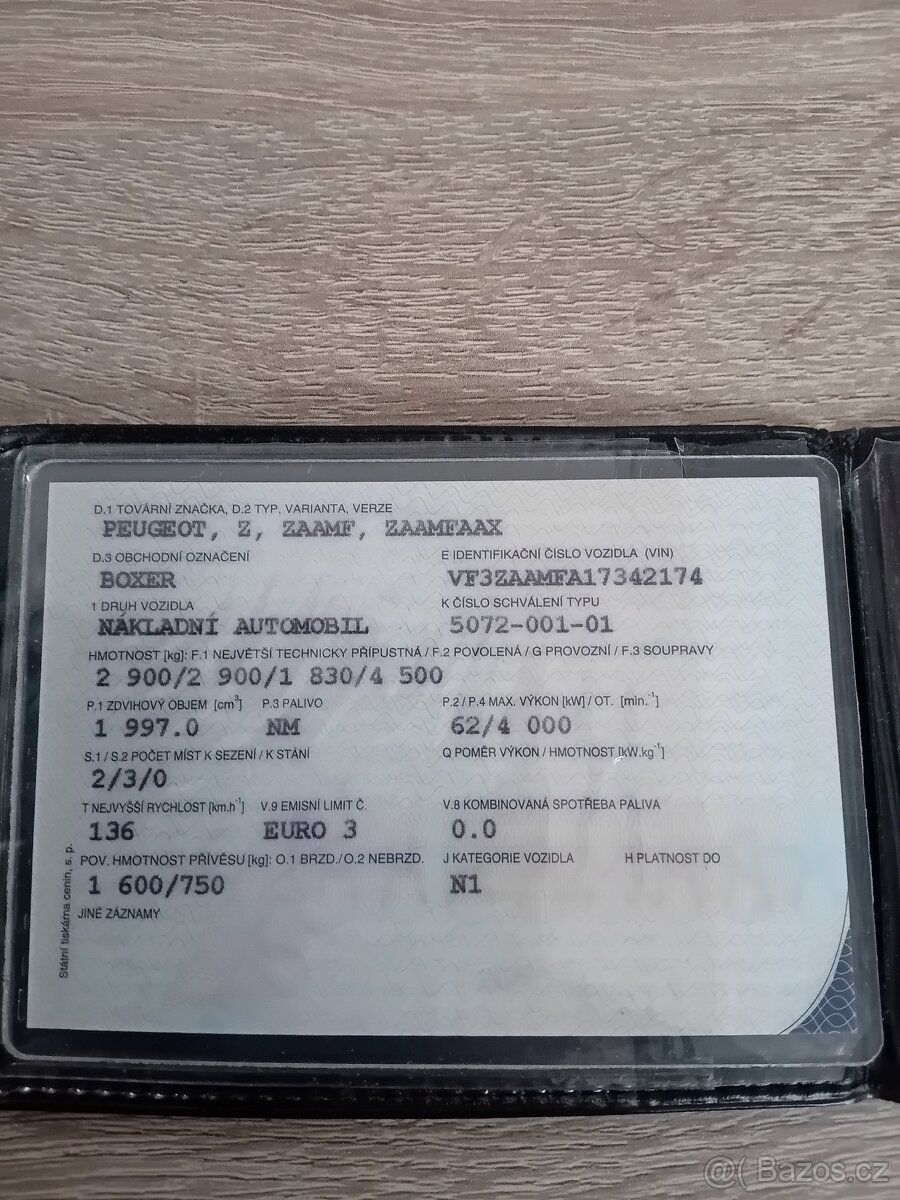 D.1 TOVÁRNÍ ZNAČKA, D.2 TYP, VARIANTA, VERZE
PEUGEOT, Z, ZAAMF, ZAAMFAAX
D.3 OBCHODNÍ OZNAČENÍ E IDENTIFIKAČNÍ ČÍSLO VOZIDLA (VIN)
BOXER VF3ZAAMFA17342174
1 DRUH VOZIDLA K ČÍSLO SCHVÁLENÍ TYPU
NÁKLADNÍ AUTOMOBIL 5072-001-01
HMOTNOST [kg]: F.1 NEJVĚTŠÍ TECHNICKY PŘÍPUSTNÁ / F.2 POVOLENÁ / G PROVOZNÍ / F.3 SOUPRAVY
2 900/2 900/1 830/4 500
P.1 ZDVIHOVÝ OBJEM [cm³] P.3 PALIVO P.2 / P.4 MAX. VÝKON [kW] / OT. [min.⁻¹]
1 997.0 NM 62/4 000
S.1 / S.2 POČET MÍST K SEZENÍ / K STÁNÍ Q POMĚR VÝKON / HMOTNOST [kW.kg⁻¹]
2/3/0
T NEJVYŠŠÍ RYCHLOST [km.h⁻¹] V.9 EMISNÍ LIMIT Č. V.8 KOMBINOVANÁ SPOTŘEBA PALIVA
136 EURO 3 0.0
POV. HMOTNOST PŘÍVĚSU [kg]: O.1 BRZD./O.2 NEBRZD. J KATEGORIE VOZIDLA H PLATNOST DO
1 600/750 N1
JINÉ ZÁZNAMY
Státní tiskárna cenin, s. p.
@( Bazos.cz